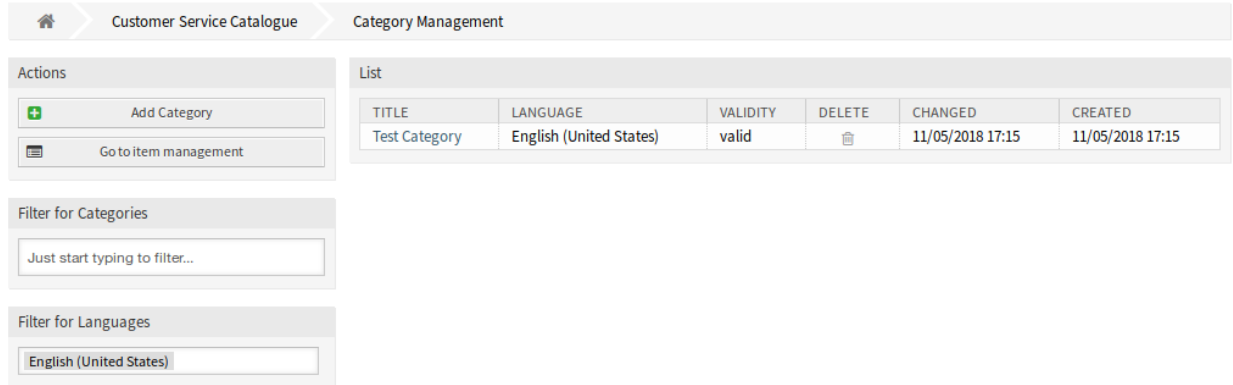 Customer Service Catalogue Category Management
Actions
Add Category
Go to item management
Filter for Categories
Just start typing to filter...
Filter for Languages
English (United States)
List
TITLE LANGUAGE VALIDITY DELETE CHANGED CREATED
Test Category English (United States) valid 11/05/2018 17:15 11/05/2018 17:15